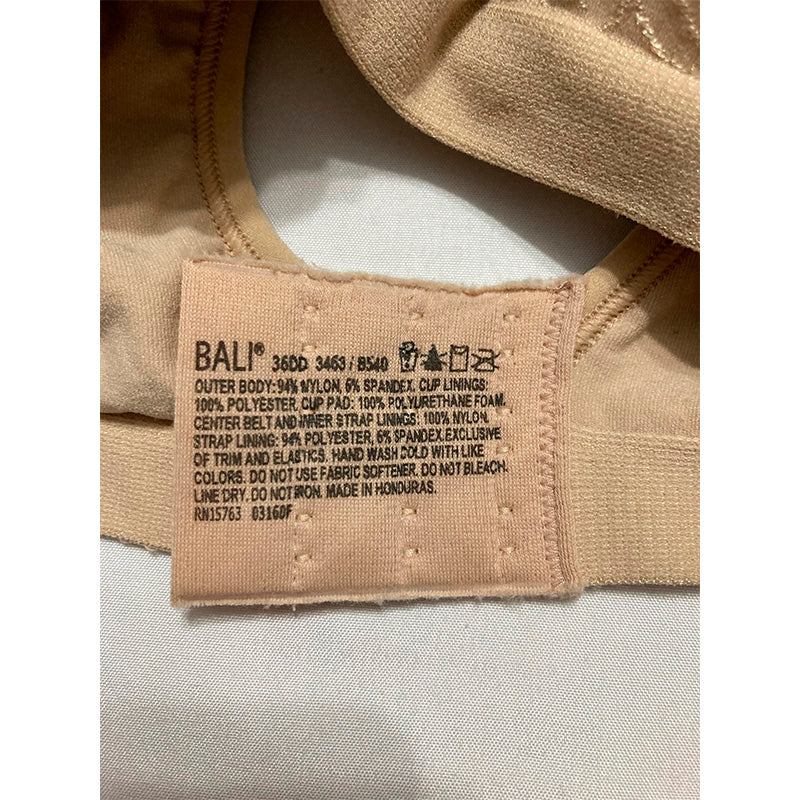 BALI® 36DD 3463 / B540
OUTER BODY: 94% NYLON, 6% SPANDEX. CUP LININGS:
100% POLYESTER. CUP PAD: 100% POLYURETHANE FOAM.
CENTER BELT AND INNER STRAP LININGS: 100% NYLON.
STRAP LINING: 94% POLYESTER, 6% SPANDEX.EXCLUSIVE
OF TRIM AND ELASTICS. HAND WASH COLD WITH LIKE
COLORS. DO NOT USE FABRIC SOFTENER. DO NOT BLEACH.
LINE DRY. DO NOT IRON. MADE IN HONDURAS.
RN15763 03160F